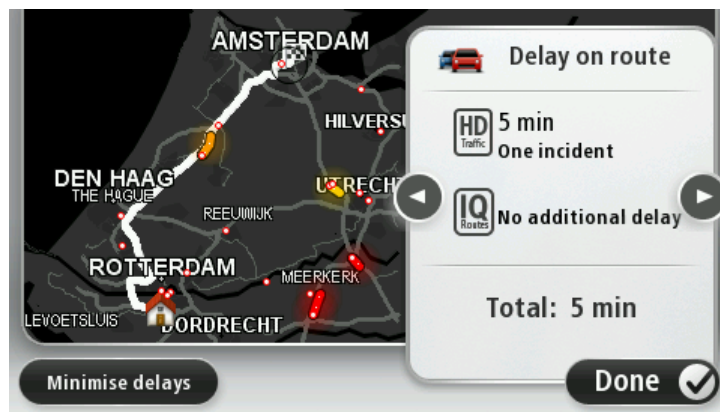 AMSTERDAM
HILVERSU
DEN HAAG
THE HAGUE
UTRECHT
REEUWIJK
ROTTERDAM
MEERKERK
LEVOETSLUIS
DORDRECHT
Minimise delays
Delay on route
HD
Traffic
5 min
One incident
IQ
Routes
No additional delay
Total: 5 min
Done